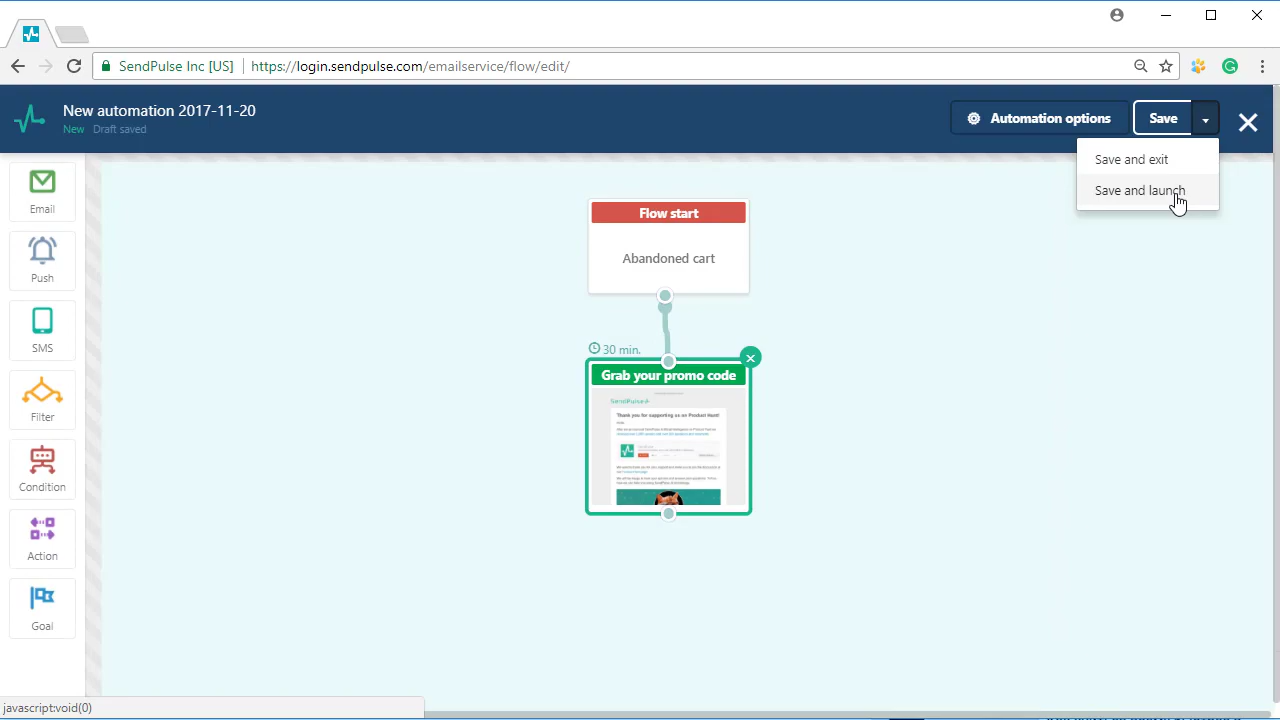 SendPulse Inc [US]
https://login.sendpulse.com/emailservice/flow/edit/
New automation 2017-11-20
New Draft saved
Automation options
Save
Save and exit
Save and launch
Email
Push
SMS
Filter
Condition
Action
Goal
Flow start
Abandoned cart
30 min.
Grab your promo code
SendPulse
Thank you for supporting us on Product Hunt!
javascript:void(0)